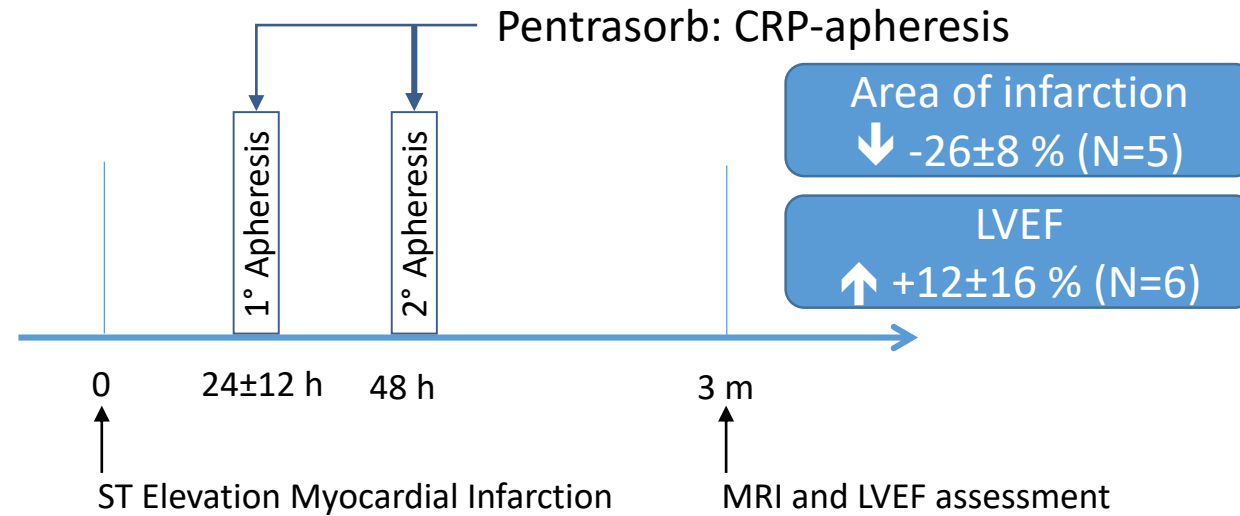 Pentrasorb: CRP-apheresis
Area of infarction
🡻 -26±8 % (N=5)
LVEF
🡹 +12±16 % (N=6)
1° Apheresis
2° Apheresis
0
24±12 h
48 h
3 m
ST Elevation Myocardial Infarction
MRI and LVEF assessment